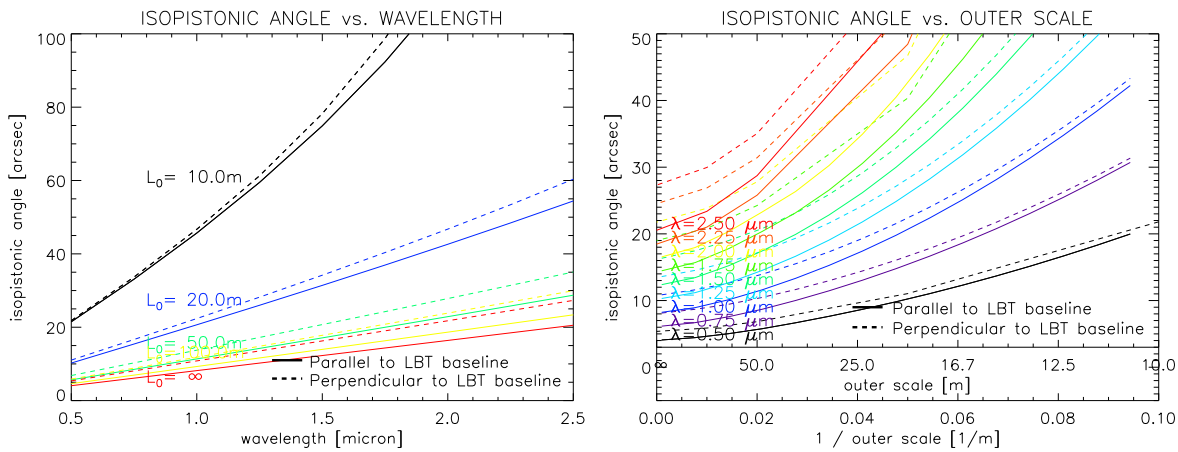 ISOPISTONIC ANGLE vs. WAVELENGTH
isopistonic angle [arcsec]
100
80
60
40
20
0
L₀= 10.0m
L₀= 20.0m
L₀= 50.0m
L₀= ∞
Parallel to LBT baseline
Perpendicular to LBT baseline
0.5
1.0
1.5
2.0
2.5
wavelength [micron]
ISOPISTONIC ANGLE vs. OUTER SCALE
isopistonic angle [arcsec]
50
40
30
20
10
0
λ=2.50 μm
λ=2.25 μm
λ=1.75 μm
λ=1.50 μm
λ=1.25 μm
λ=1.00 μm
λ=0.75 μm
λ=0.50 μm
Parallel to LBT baseline
Perpendicular to LBT baseline
∞
50.0
25.0
16.7
12.5
10.0
outer scale [m]
0.00
0.02
0.04
0.06
0.08
0.10
1 / outer scale [1/m]